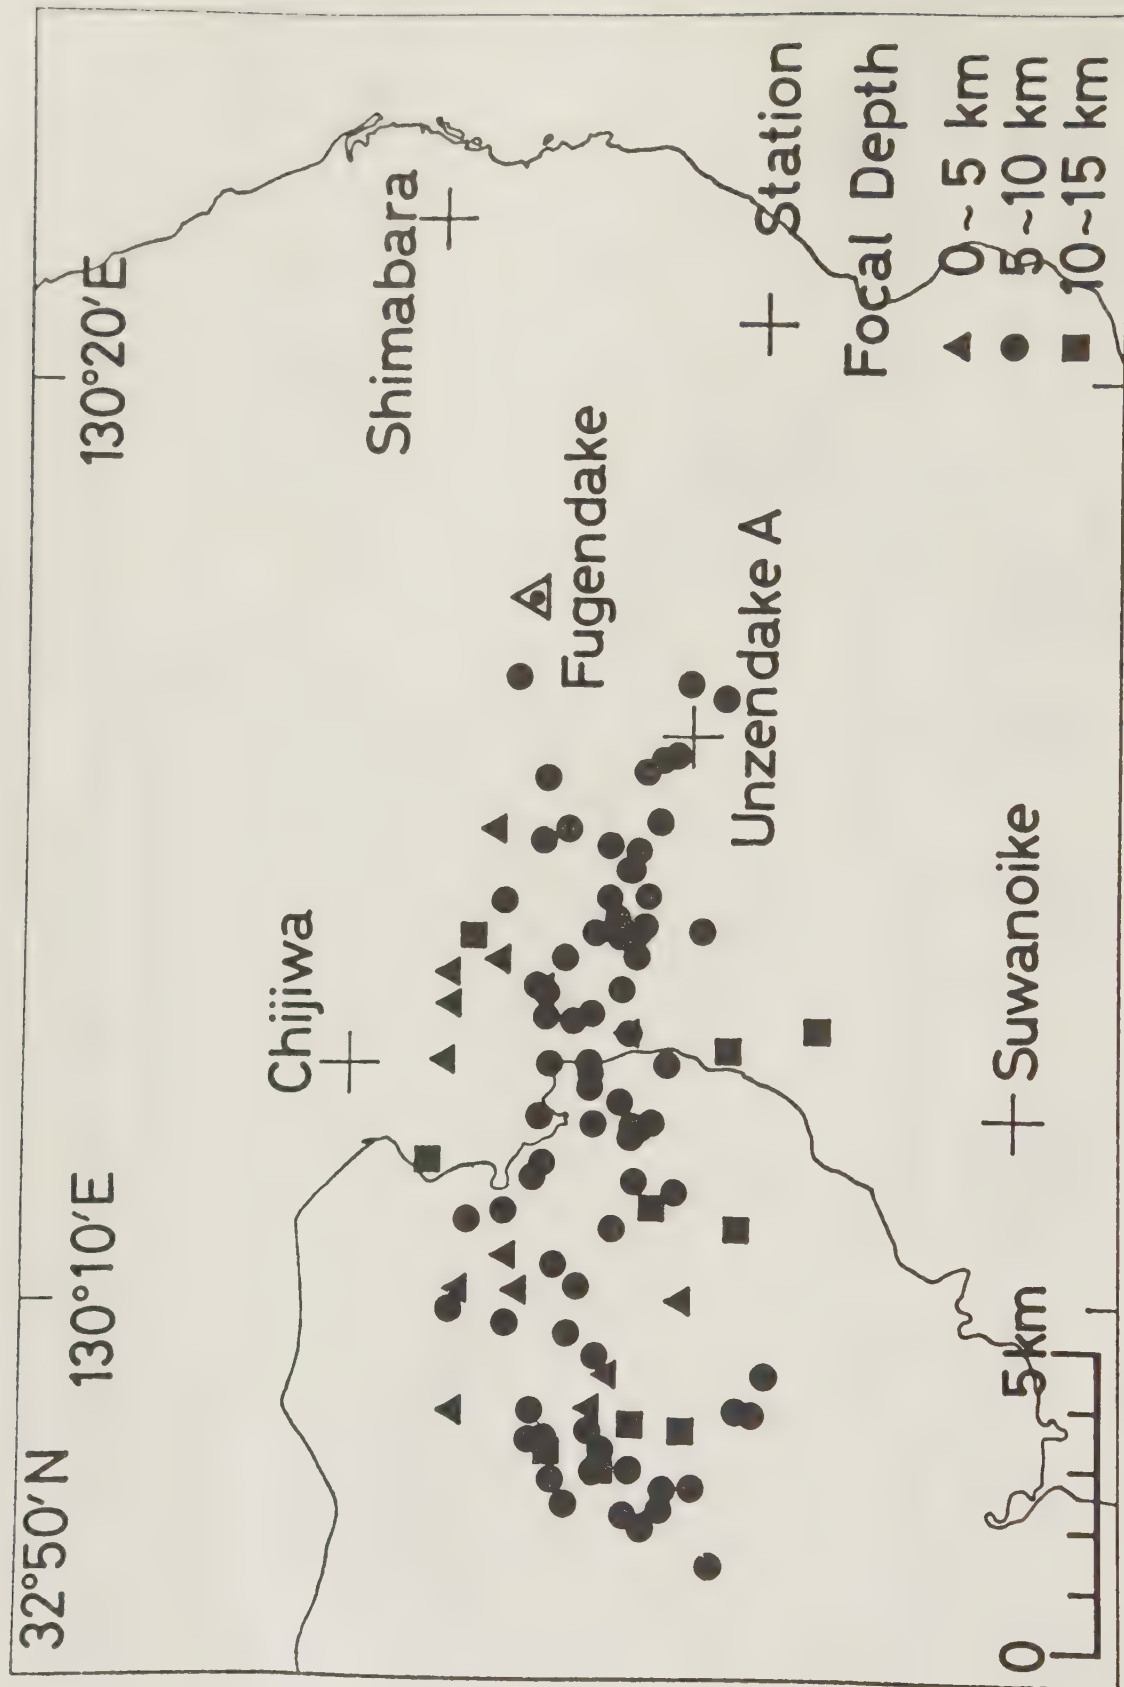 32°50′N
130°10′E
130°20′E
Chijiwa
Shimabara
Fugendake
Unzendake A
Suwanoike
Station
Focal Depth
0 ~ 5 km
5 ~10 km
10~15 km
0
5km